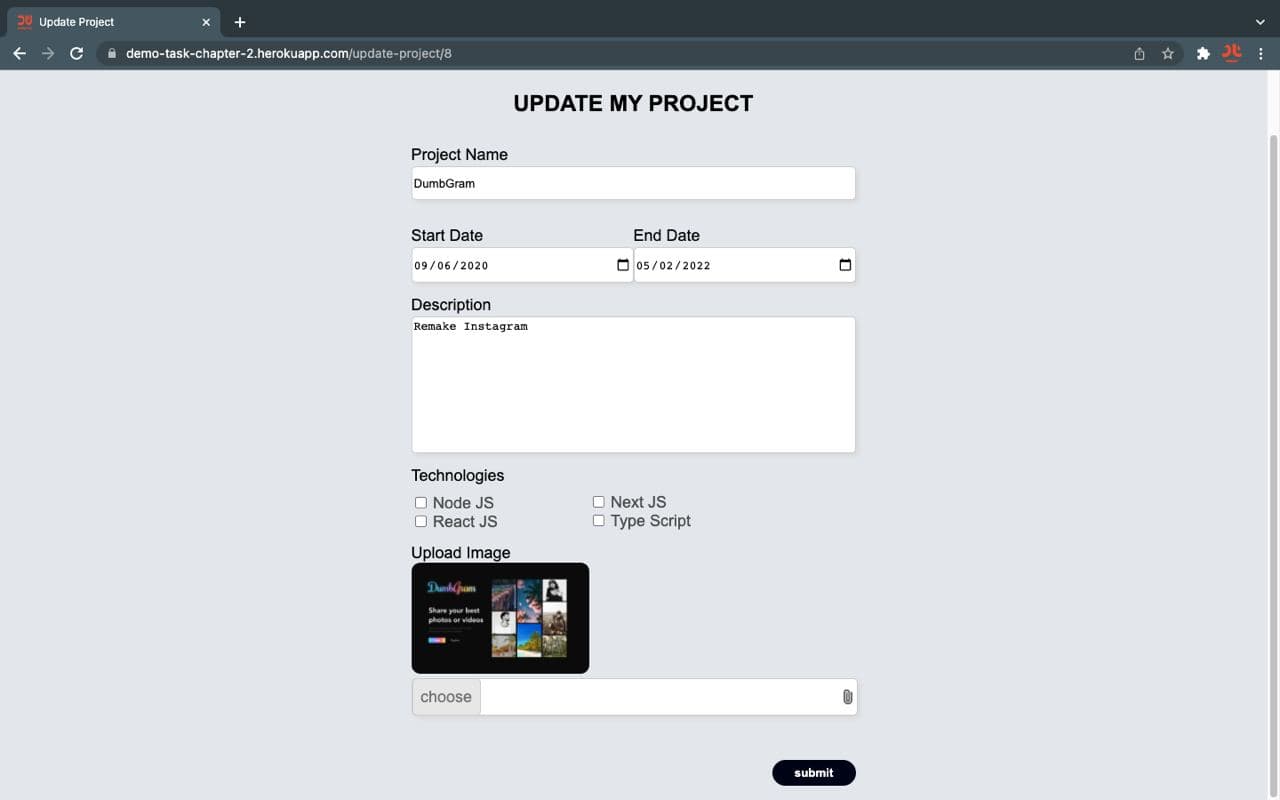 Update Project
demo-task-chapter-2.herokuapp.com/update-project/8
UPDATE MY PROJECT
Project Name
DumbGram
Start Date End Date
09/06/2020 05/02/2022
Description
Remake Instagram
Technologies
Node JS Next JS
React JS Type Script
Upload Image
DumbGram
Share your best
photos or videos
choose
submit